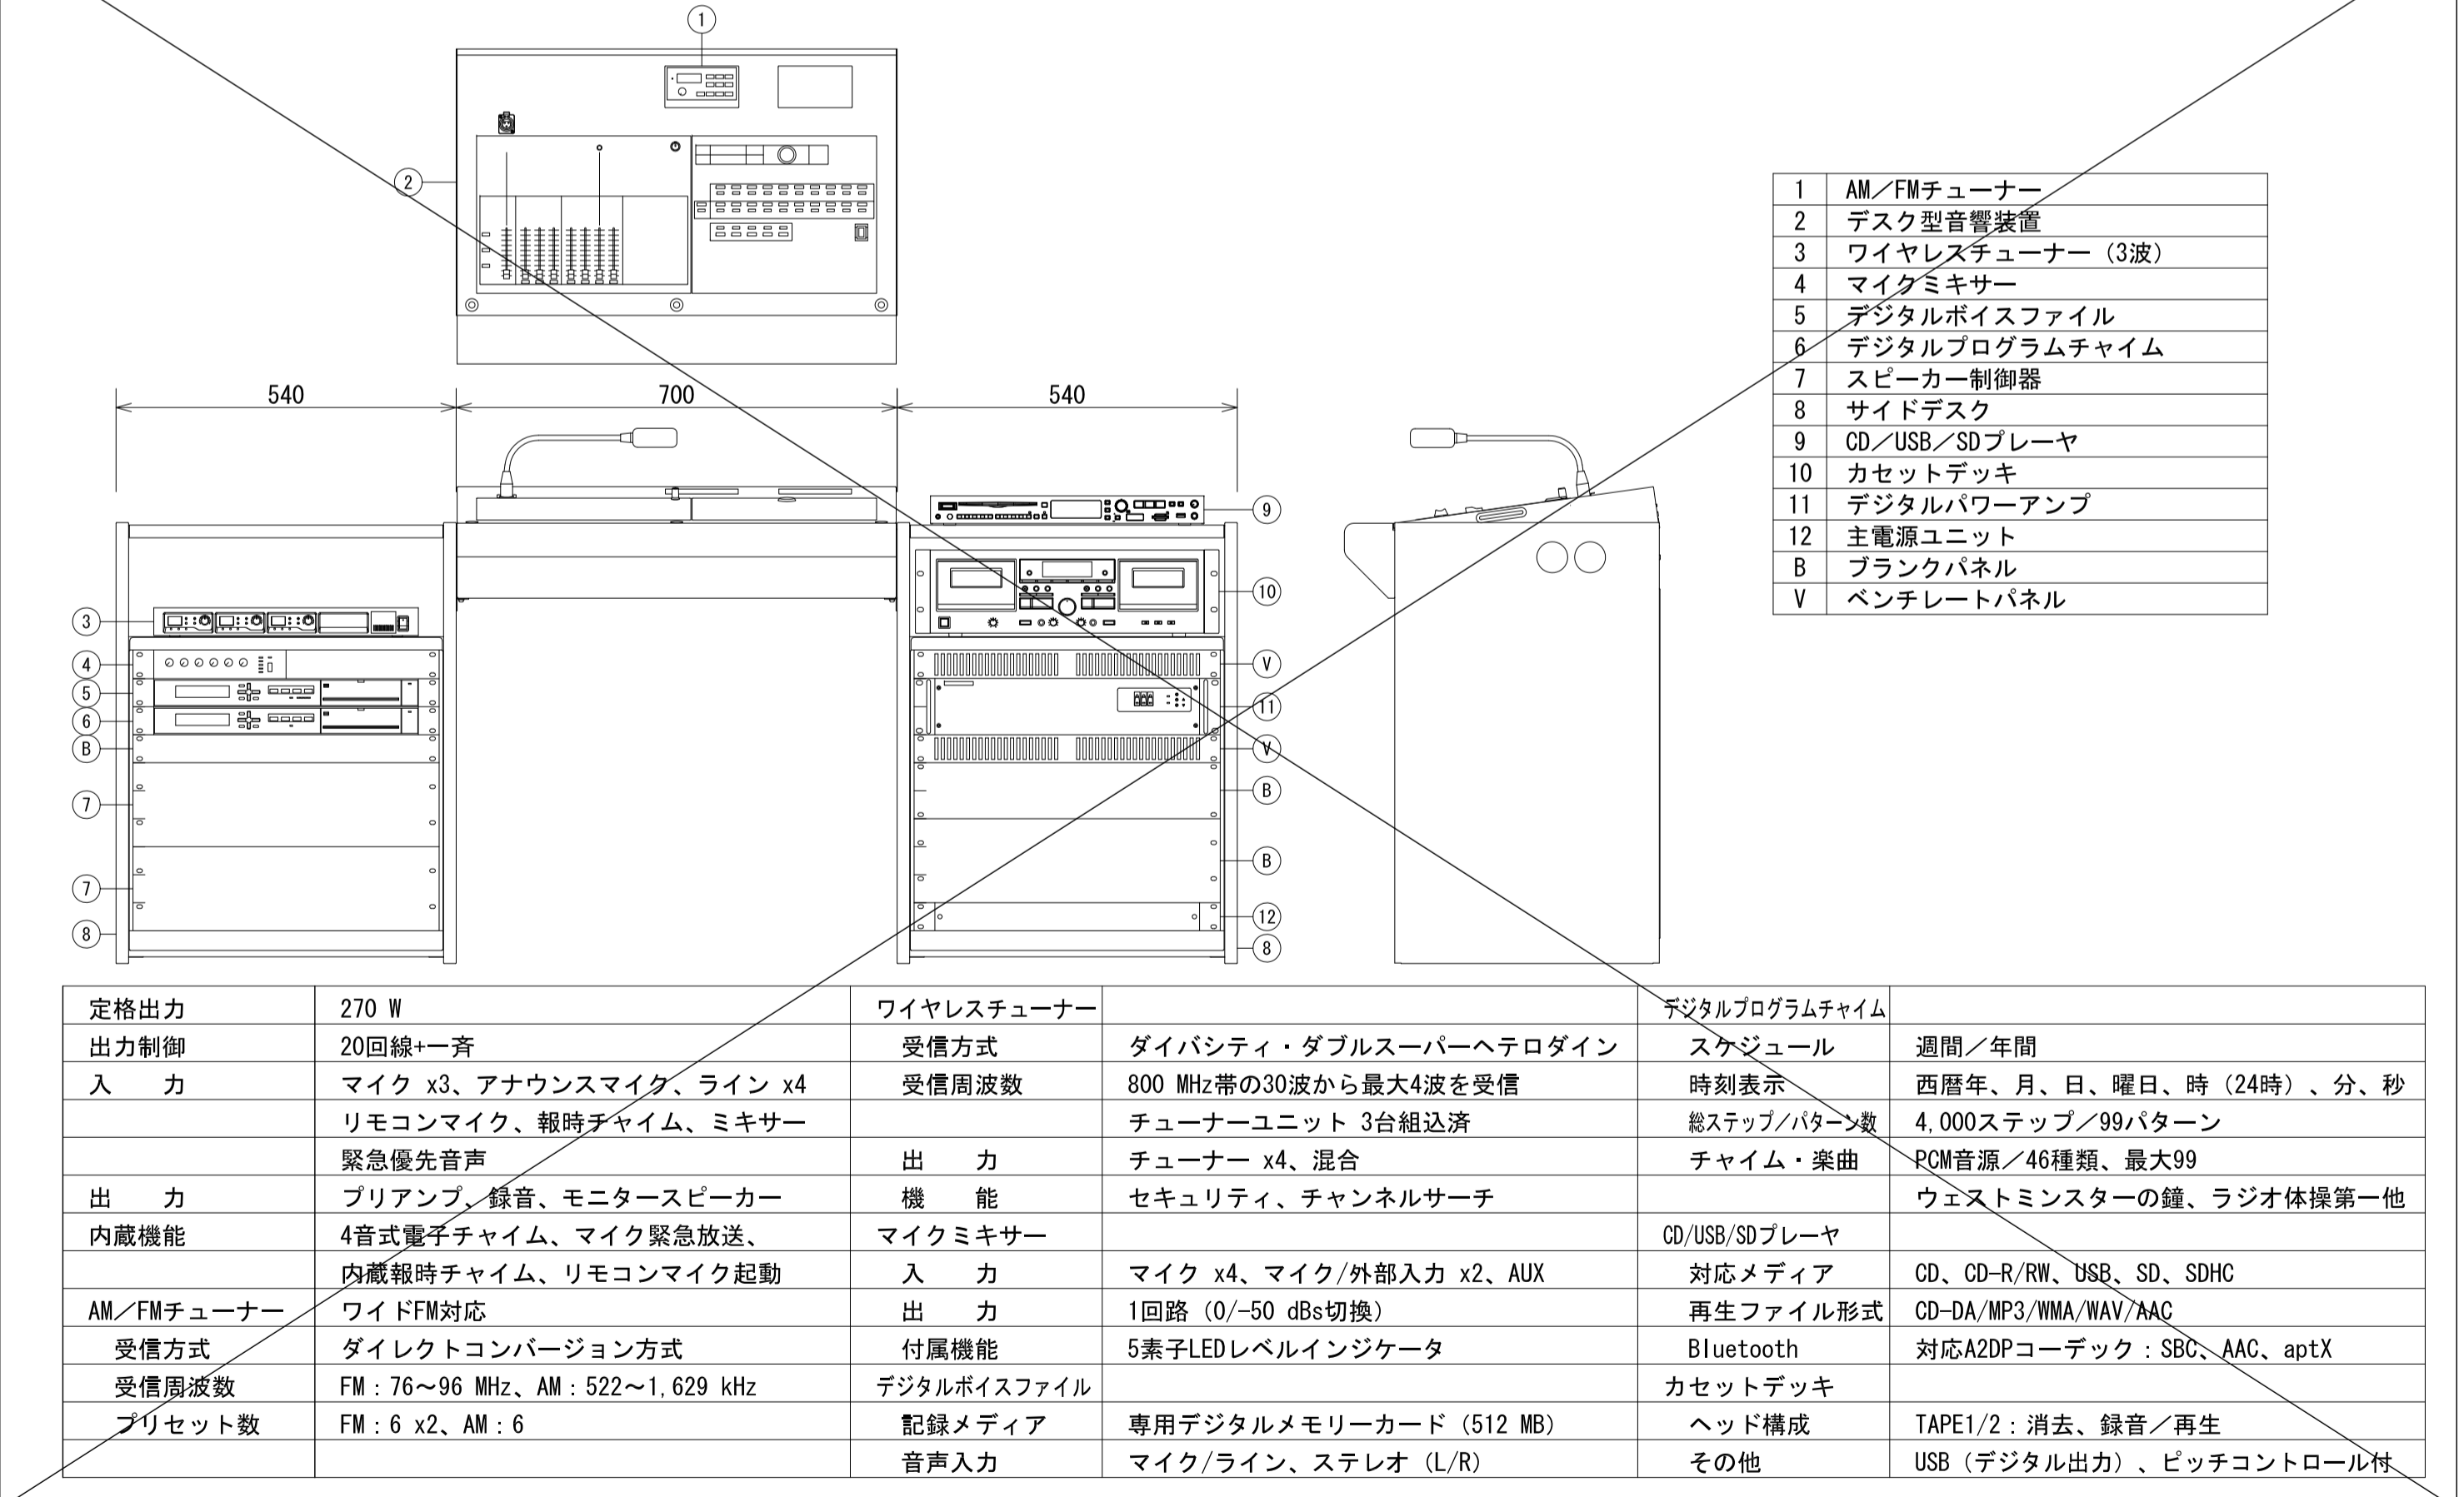 1
2
1 AM／FMチューナー
2 デスク型音響装置
3 ワイヤレスチューナー（3波）
4 マイクミキサー
5 デジタルボイスファイル
6 デジタルプログラムチャイム
7 スピーカー制御器
8 サイドデスク
9 CD／USB／SDプレーヤ
10 カセットデッキ
11 デジタルパワーアンプ
12 主電源ユニット
B ブランクパネル
V ベンチレートパネル
540 700 540
9
10
3
4
5
6
B
7
7
8
V
11
V
B
B
12
8
定格出力 270 W ワイヤレスチューナー デジタルプログラムチャイム
出力制御 20回線+一斉 受信方式 ダイバシティ・ダブルスーパーヘテロダイン スケジュール 週間／年間
入 力 マイク x3、アナウンスマイク、ライン x4 受信周波数 800 MHz帯の30波から最大4波を受信 時刻表示 西暦年、月、日、曜日、時（24時）、分、秒
リモコンマイク、報時チャイム、ミキサー チューナーユニット 3台組込済 総ステップ／パターン数 4,000ステップ／99パターン
緊急優先音声 出 力 チューナー x4、混合 チャイム・楽曲 PCM音源／46種類、最大99
出 力 プリアンプ、録音、モニタースピーカー 機 能 セキュリティ、チャンネルサーチ ウェストミンスターの鐘、ラジオ体操第一他
内蔵機能 4音式電子チャイム、マイク緊急放送、 マイクミキサー CD/USB/SDプレーヤ
内蔵報時チャイム、リモコンマイク起動 入 力 マイク x4、マイク/外部入力 x2、AUX 対応メディア CD、CD-R/RW、USB、SD、SDHC
AM／FMチューナー ワイドFM対応 出 力 1回路（0/-50 dBs切換） 再生ファイル形式 CD-DA/MP3/WMA/WAV/AAC
受信方式 ダイレクトコンバージョン方式 付属機能 5素子LEDレベルインジケータ Bluetooth 対応A2DPコーデック：SBC、AAC、aptX
受信周波数 FM：76～96 MHz、AM：522～1,629 kHz デジタルボイスファイル カセットデッキ
プリセット数 FM：6 x2、AM：6 記録メディア 専用デジタルメモリーカード（512 MB） ヘッド構成 TAPE1/2：消去、録音／再生
音声入力 マイク/ライン、ステレオ（L/R） その他 USB（デジタル出力）、ピッチコントロール付